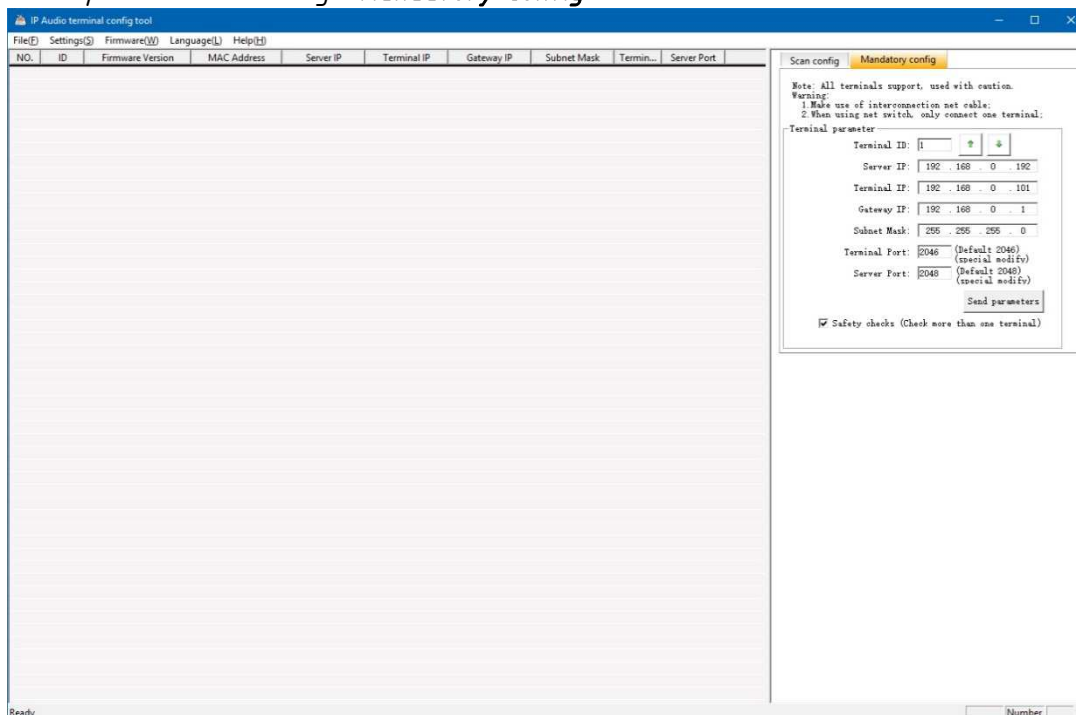 Mandatory config
IP Audio terminal config tool
File(F) Settings(S) Firmware(W) Language(L) Help(H)
NO. ID Firmware Version MAC Address Server IP Terminal IP Gateway IP Subnet Mask Termin... Server Port
Scan config Mandatory config
Note: All terminals support, used with caution.
Warning:
1.Make use of interconnection net cable;
2.When using net switch, only connect one terminal;
Terminal parameter
Terminal ID: 1
Server IP: 192 . 168 . 0 . 192
Terminal IP: 192 . 168 . 0 . 101
Gateway IP: 192 . 168 . 0 . 1
Subnet Mask: 255 . 255 . 255 . 0
Terminal Port: 2046 (Default 2046)
(special modify)
Server Port: 2048 (Default 2048)
(special modify)
Send parameters
Safety checks (Check more than one terminal)
Ready
Number